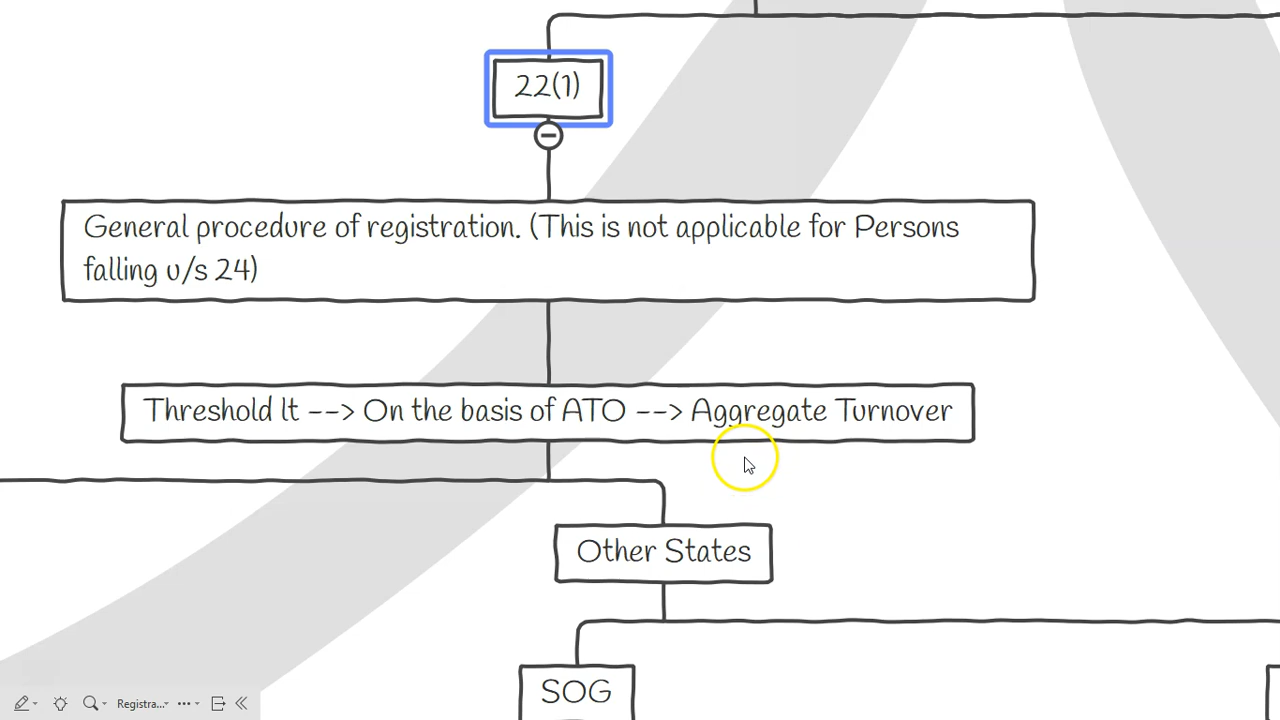 22(1)
General procedure of registration. (This is not applicable for Persons
falling u/s 24)
Threshold lt --> On the basis of ATO --> Aggregate Turnover
Other States
SOG
Registra...